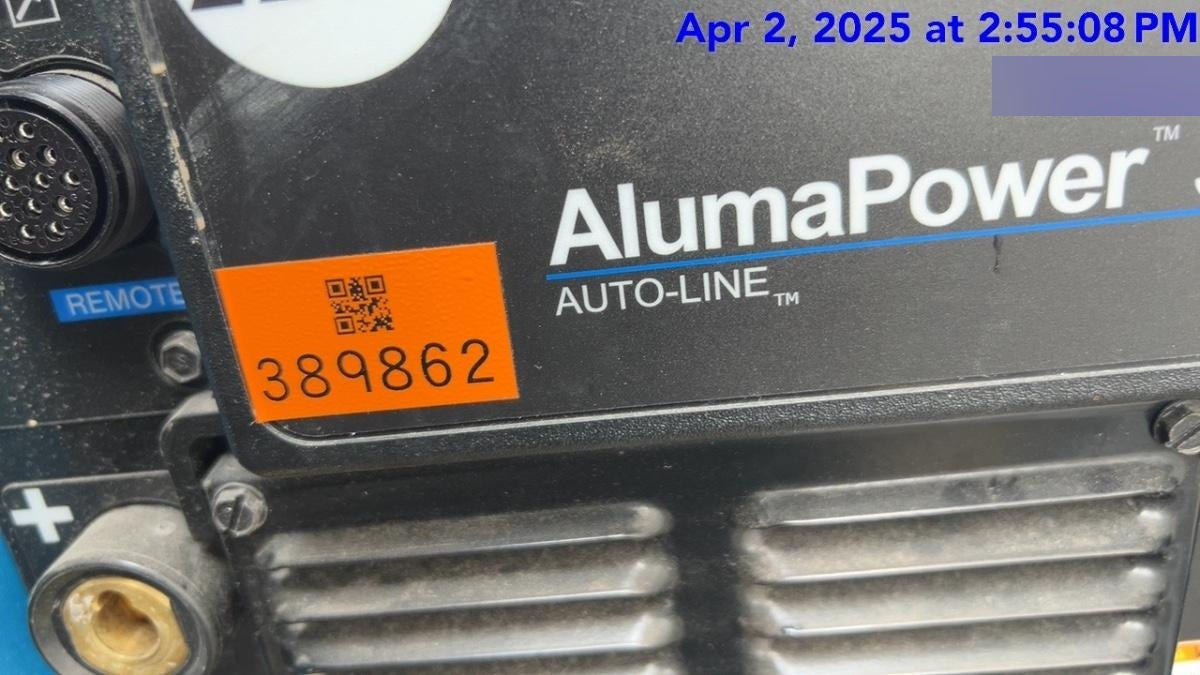 Apr 2, 2025 at 2:55:08 PM
AlumaPower™
AUTO-LINE™
REMOTE
389862
+